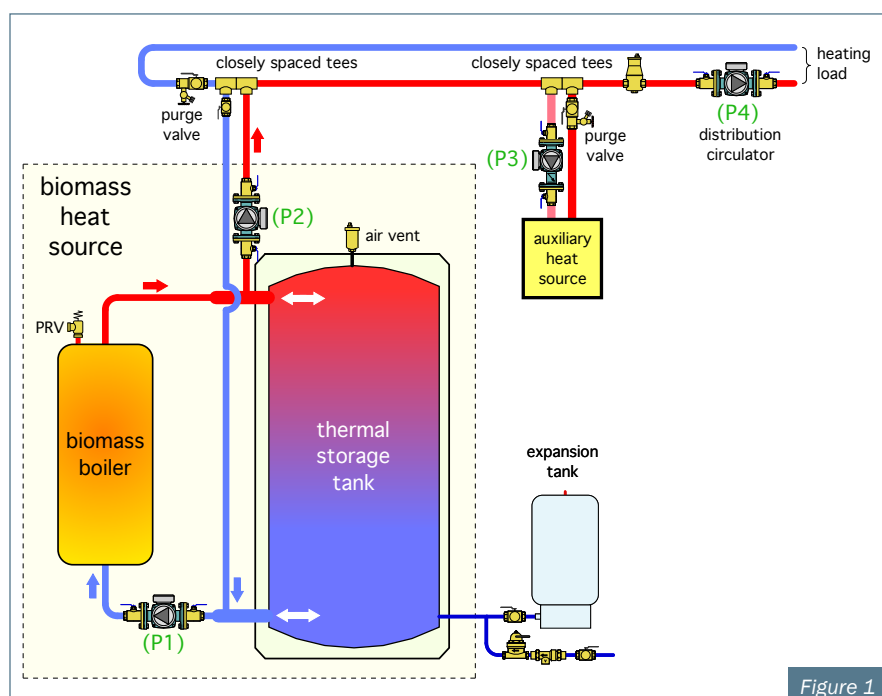 closely spaced tees
closely spaced tees
heating
load
purge
valve
purge
valve
(P4)
distribution
circulator
(P3)
biomass
heat
source
(P2)
air vent
auxiliary
heat
source
PRV
biomass
boiler
thermal
storage
tank
expansion
tank
(P1)
Figure 1